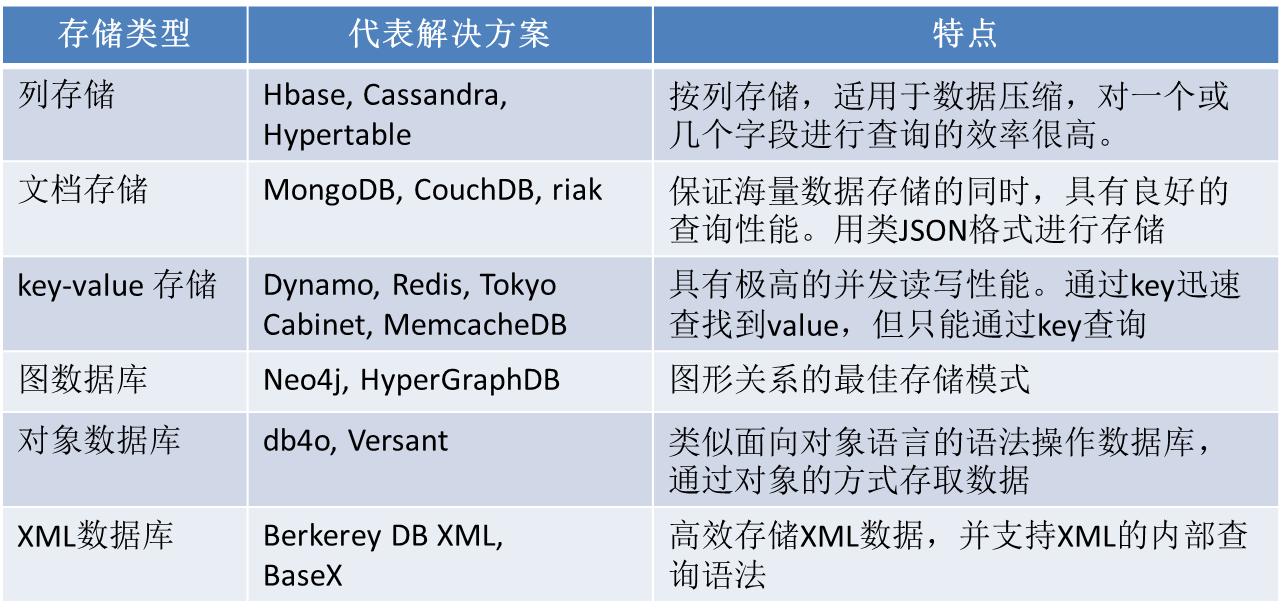 存储类型
代表解决方案
特点
列存储
Hbase, Cassandra,
Hypertable
按列存储，适用于数据压缩，对一个或
几个字段进行查询的效率很高。
文档存储
MongoDB, CouchDB, riak
保证海量数据存储的同时，具有良好的
查询性能。用类JSON格式进行存储
key-value 存储
Dynamo, Redis, Tokyo
Cabinet, MemcacheDB
具有极高的并发读写性能。通过key迅速
查找到value，但只能通过key查询
图数据库
Neo4j, HyperGraphDB
图形关系的最佳存储模式
对象数据库
db4o, Versant
类似面向对象语言的语法操作数据库，
通过对象的方式存取数据
XML数据库
Berkerey DB XML,
BaseX
高效存储XML数据，并支持XML的内部查
询语法